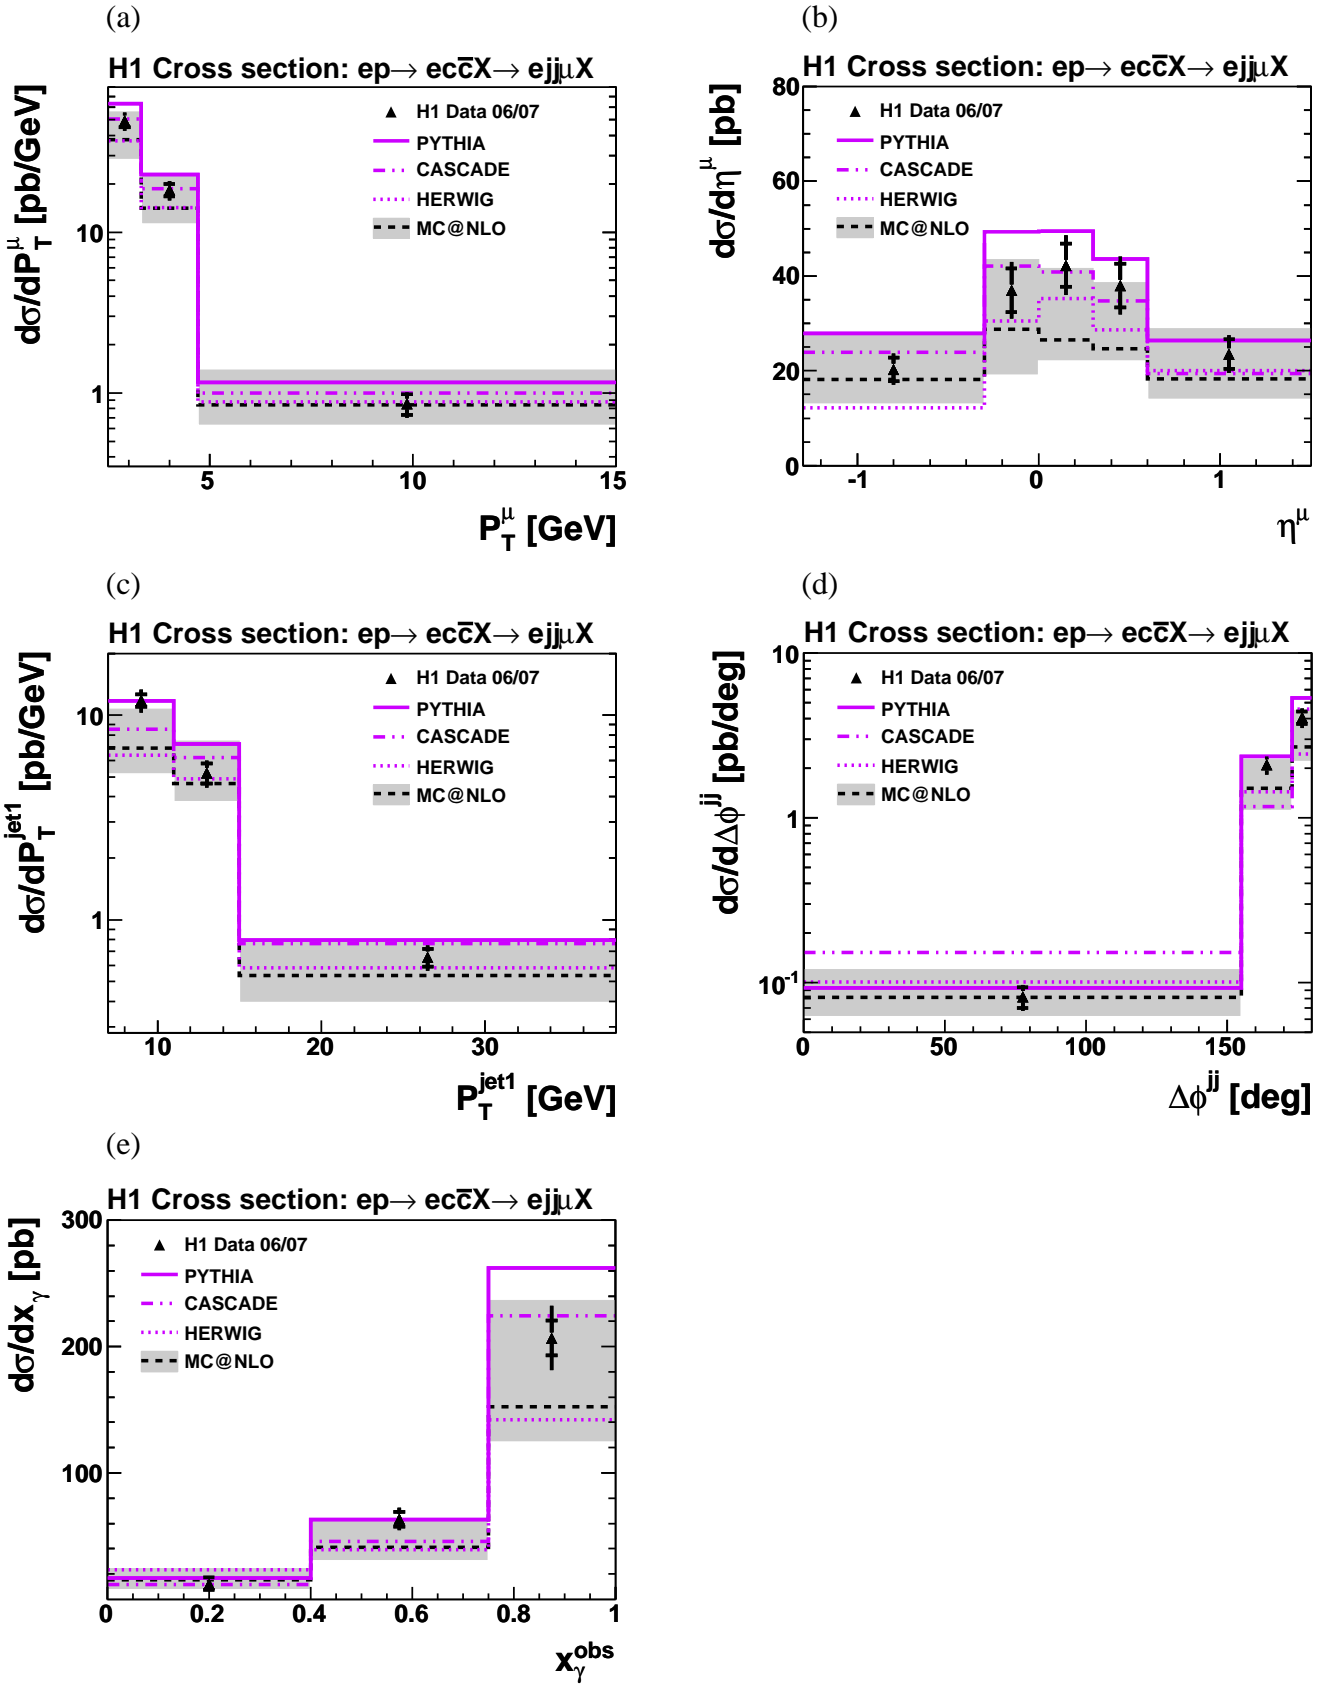 (a)
H1 Cross section: ep→ ecc̅X→ ejjμX
dσ/dP_T^μ [pb/GeV]
H1 Data 06/07
PYTHIA
CASCADE
HERWIG
MC@NLO
10
1
5 10 15
P_T^μ [GeV]
(b)
H1 Cross section: ep→ ecc̅X→ ejjμX
dσ/dη^μ [pb]
H1 Data 06/07
PYTHIA
CASCADE
HERWIG
MC@NLO
80
60
40
20
0
-1 0 1
η^μ
(c)
H1 Cross section: ep→ ecc̅X→ ejjμX
dσ/dP_T^jet1 [pb/GeV]
H1 Data 06/07
PYTHIA
CASCADE
HERWIG
MC@NLO
10
1
10 20 30
P_T^jet1 [GeV]
(d)
H1 Cross section: ep→ ecc̅X→ ejjμX
dσ/dΔϕ^jj [pb/deg]
H1 Data 06/07
PYTHIA
CASCADE
HERWIG
MC@NLO
10
1
10^-1
0 50 100 150
Δϕ^jj [deg]
(e)
H1 Cross section: ep→ ecc̅X→ ejjμX
dσ/dx_γ [pb]
H1 Data 06/07
PYTHIA
CASCADE
HERWIG
MC@NLO
300
200
100
0 0.2 0.4 0.6 0.8 1
x_γ^obs